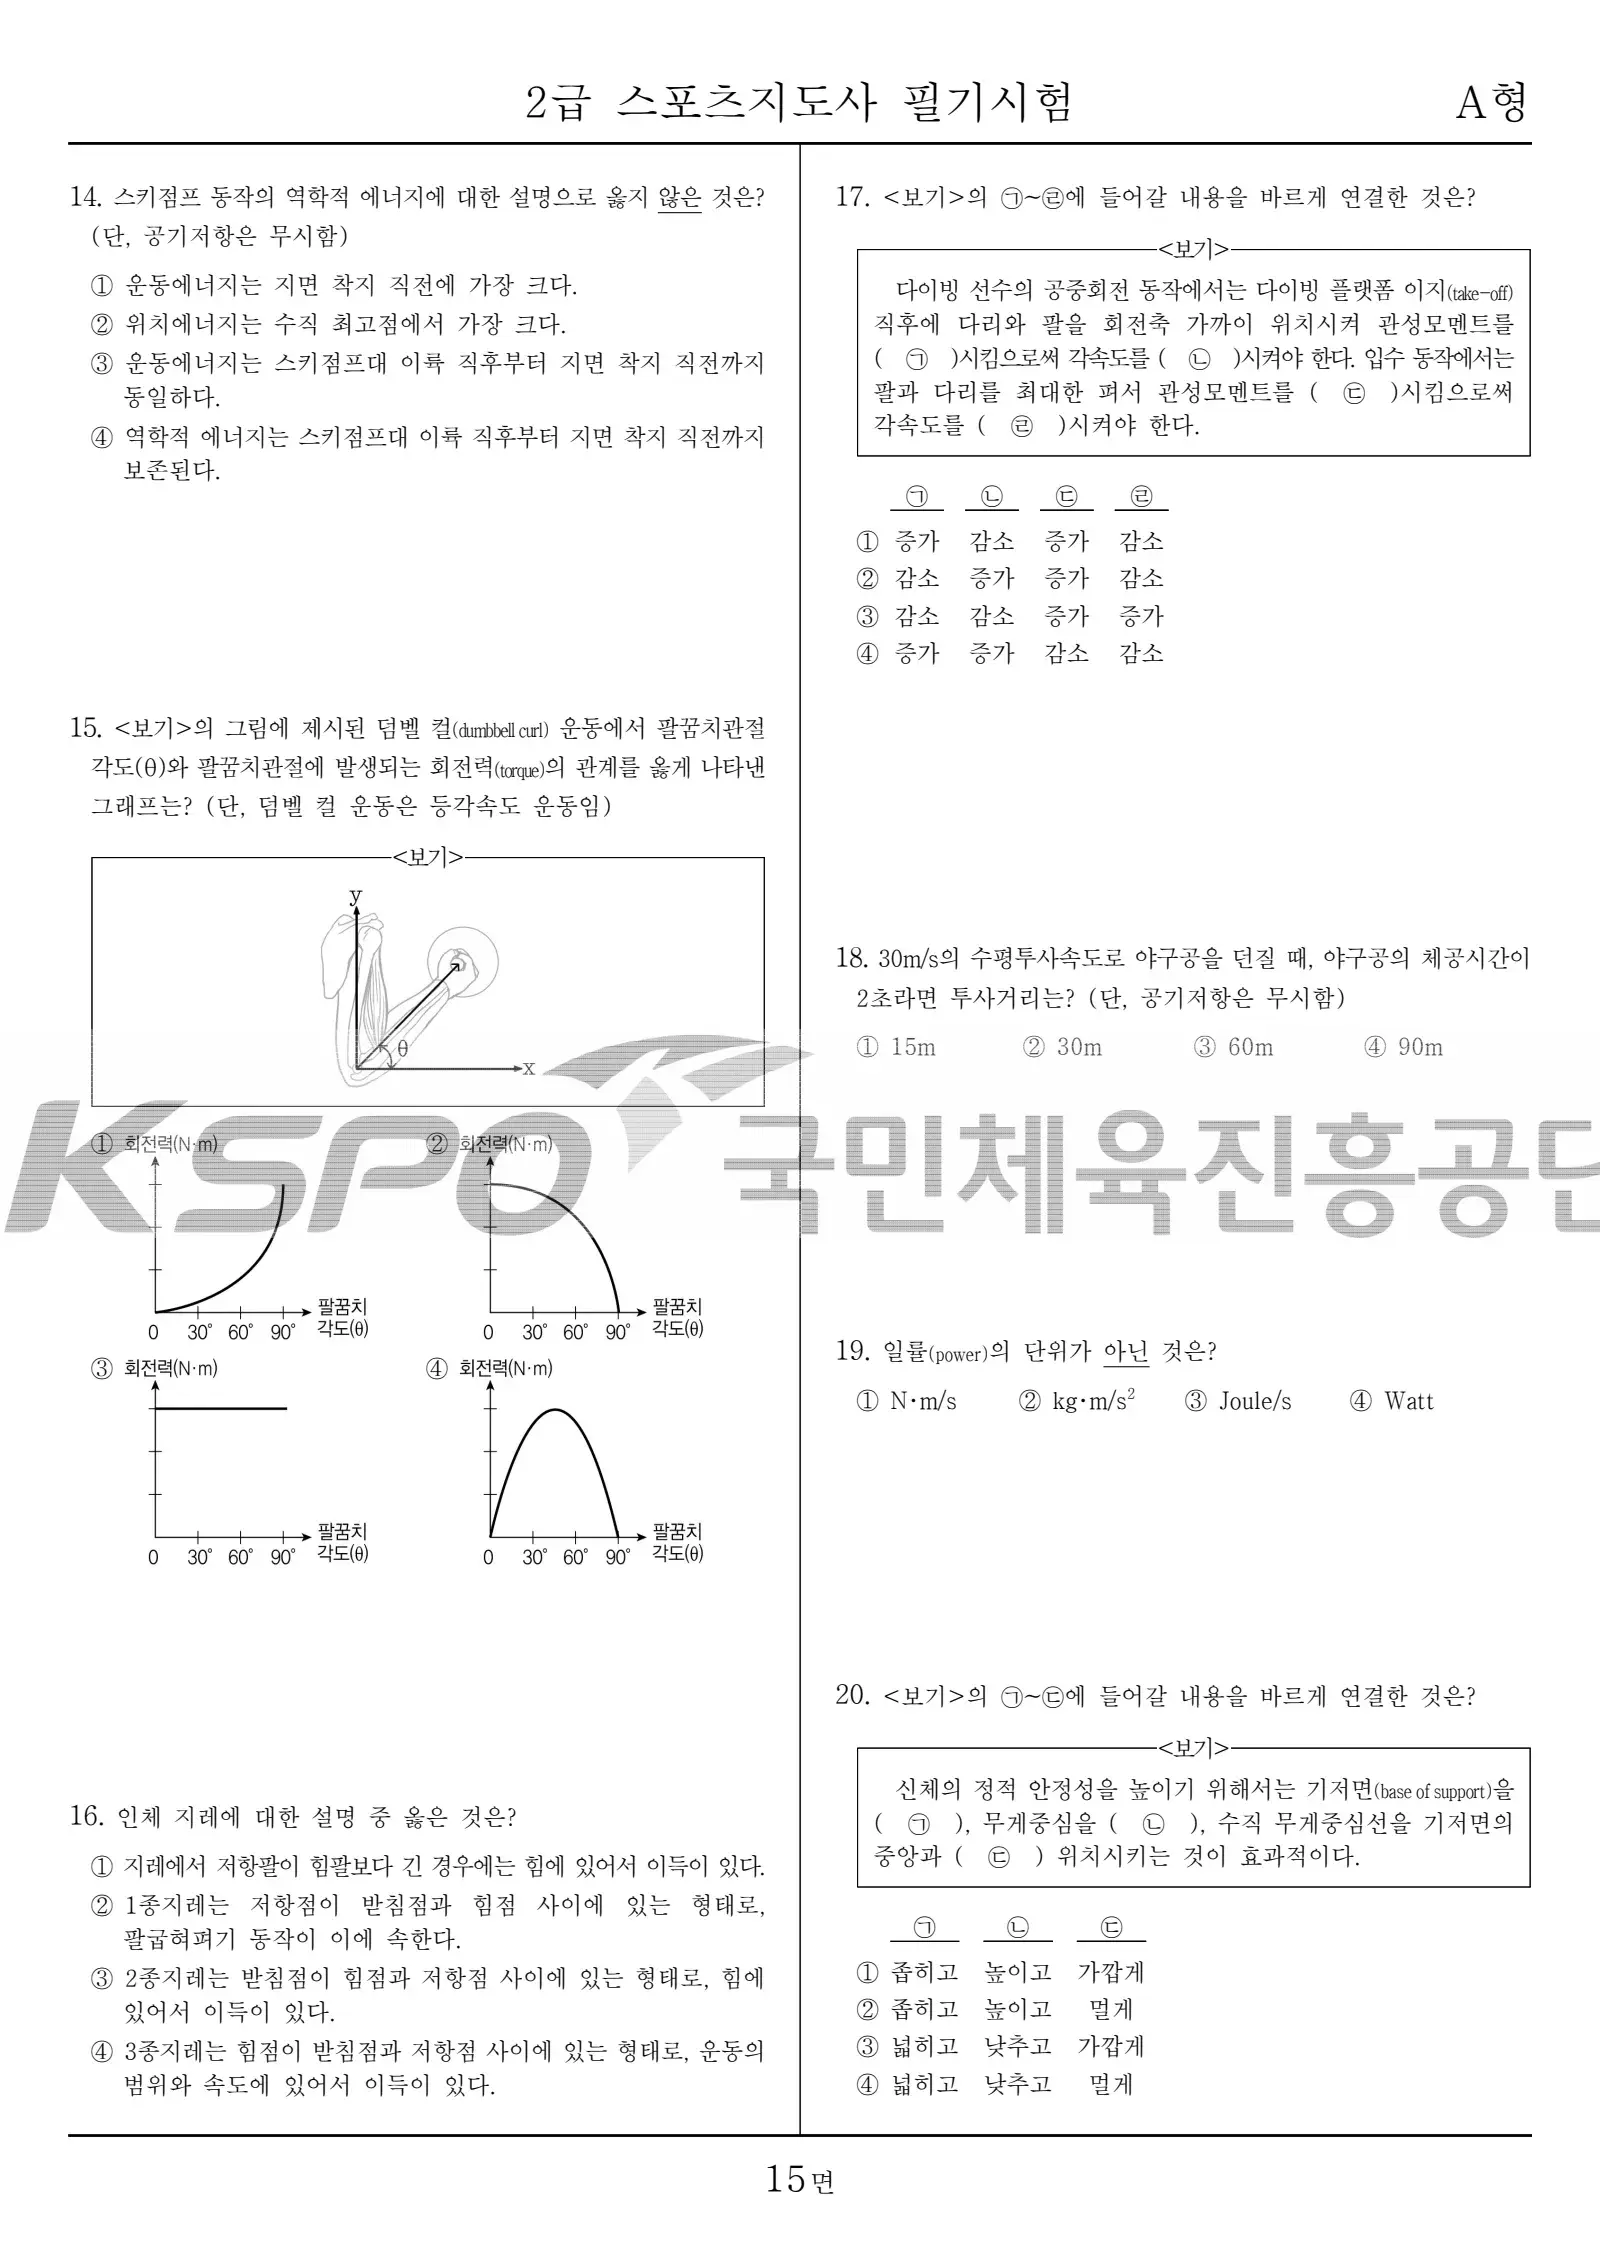 2급 스포츠지도사 필기시험
A형
14. 스키점프 동작의 역학적 에너지에 대한 설명으로 옳지 않은 것은?
(단, 공기저항은 무시함)
① 운동에너지는 지면 착지 직전에 가장 크다.
② 위치에너지는 수직 최고점에서 가장 크다.
③ 운동에너지는 스키점프대 이륙 직후부터 지면 착지 직전까지
동일하다.
④ 역학적 에너지는 스키점프대 이륙 직후부터 지면 착지 직전까지
보존된다.
15. <보기>의 그림에 제시된 덤벨 컬(dumbbell curl) 운동에서 팔꿈치관절
각도(θ)와 팔꿈치관절에 발생되는 회전력(torque)의 관계를 옳게 나타낸
그래프는? (단, 덤벨 컬 운동은 등각속도 운동임)
<보기>
y
θ
x
① 회전력(N·m)
0 30° 60° 90° 팔꿈치
각도(θ)
② 회전력(N·m)
0 30° 60° 90° 팔꿈치
각도(θ)
③ 회전력(N·m)
0 30° 60° 90° 팔꿈치
각도(θ)
④ 회전력(N·m)
0 30° 60° 90° 팔꿈치
각도(θ)
16. 인체 지레에 대한 설명 중 옳은 것은?
① 지레에서 저항팔이 힘팔보다 긴 경우에는 힘에 있어서 이득이 있다.
② 1종지레는 저항점이 받침점과 힘점 사이에 있는 형태로,
팔굽혀펴기 동작이 이에 속한다.
③ 2종지레는 받침점이 힘점과 저항점 사이에 있는 형태로, 힘에
있어서 이득이 있다.
④ 3종지레는 힘점이 받침점과 저항점 사이에 있는 형태로, 운동의
범위와 속도에 있어서 이득이 있다.
17. <보기>의 ㉠~㉣에 들어갈 내용을 바르게 연결한 것은?
<보기>
다이빙 선수의 공중회전 동작에서는 다이빙 플랫폼 이지(take-off)
직후에 다리와 팔을 회전축 가까이 위치시켜 관성모멘트를
( ㉠ )시킴으로써 각속도를 ( ㉡ )시켜야 한다. 입수 동작에서는
팔과 다리를 최대한 펴서 관성모멘트를 ( ㉢ )시킴으로써
각속도를 ( ㉣ )시켜야 한다.
㉠ ㉡ ㉢ ㉣
① 증가 감소 증가 감소
② 감소 증가 증가 감소
③ 감소 감소 증가 증가
④ 증가 증가 감소 감소
18. 30m/s의 수평투사속도로 야구공을 던질 때, 야구공의 체공시간이
2초라면 투사거리는? (단, 공기저항은 무시함)
① 15m ② 30m ③ 60m ④ 90m
KSPO 국민체육진흥공단
19. 일률(power)의 단위가 아닌 것은?
① N·m/s ② kg·m/s² ③ Joule/s ④ Watt
20. <보기>의 ㉠~㉢에 들어갈 내용을 바르게 연결한 것은?
<보기>
신체의 정적 안정성을 높이기 위해서는 기저면(base of support)을
( ㉠ ), 무게중심을 ( ㉡ ), 수직 무게중심선을 기저면의
중앙과 ( ㉢ ) 위치시키는 것이 효과적이다.
㉠ ㉡ ㉢
① 좁히고 높이고 가깝게
② 좁히고 높이고 멀게
③ 넓히고 낮추고 가깝게
④ 넓히고 낮추고 멀게
15면